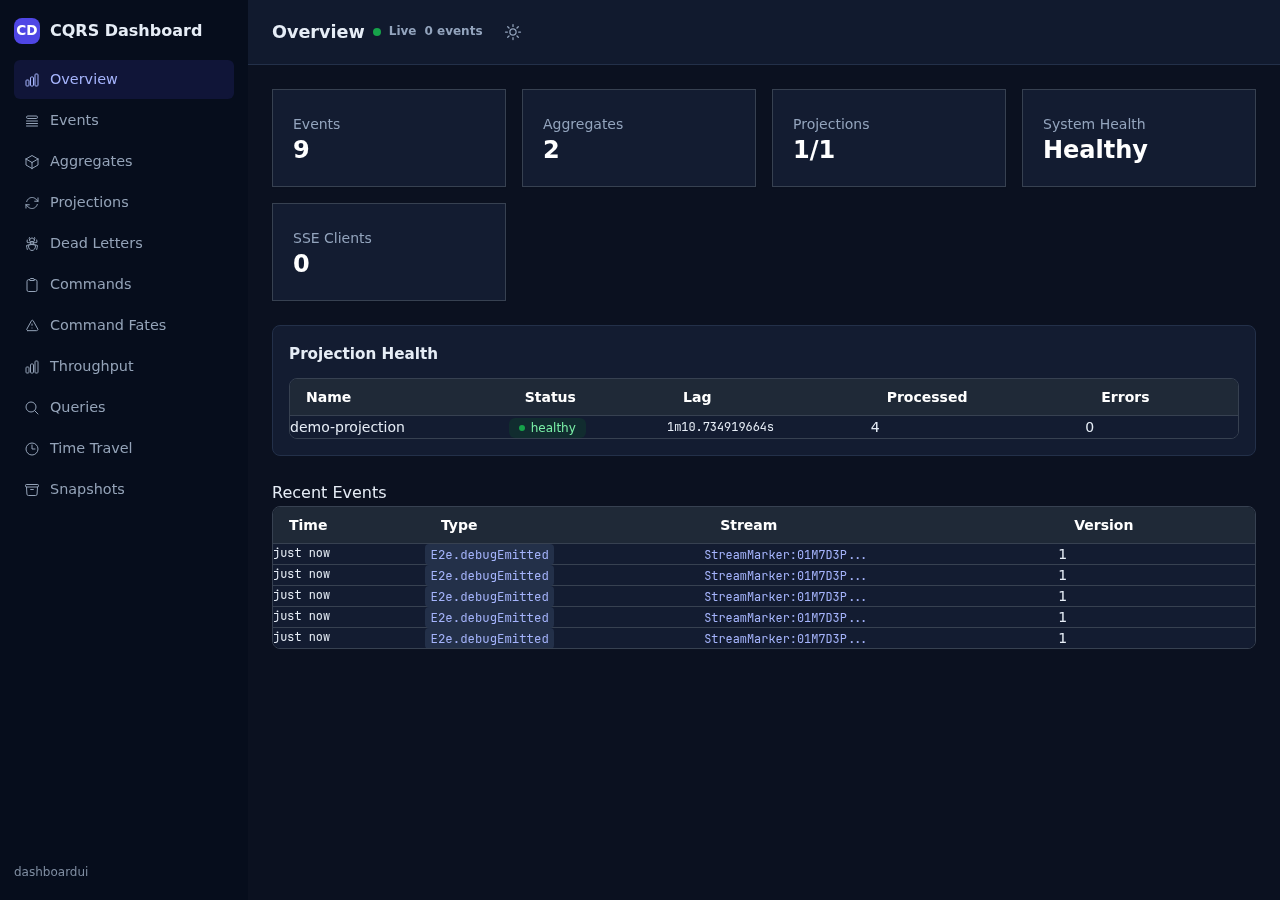 CD CQRS Dashboard
Overview
Events
Aggregates
Projections
Dead Letters
Commands
Command Fates
Throughput
Queries
Time Travel
Snapshots
dashboardui
Overview Live 0 events
Events
9
Aggregates
2
Projections
1/1
System Health
Healthy
SSE Clients
0
Projection Health
Name Status Lag Processed Errors
demo-projection healthy 1m10.734919664s 4 0
Recent Events
Time Type Stream Version
just now E2e.debugEmitted StreamMarker:01M7D3P... 1
just now E2e.debugEmitted StreamMarker:01M7D3P... 1
just now E2e.debugEmitted StreamMarker:01M7D3P... 1
just now E2e.debugEmitted StreamMarker:01M7D3P... 1
just now E2e.debugEmitted StreamMarker:01M7D3P... 1